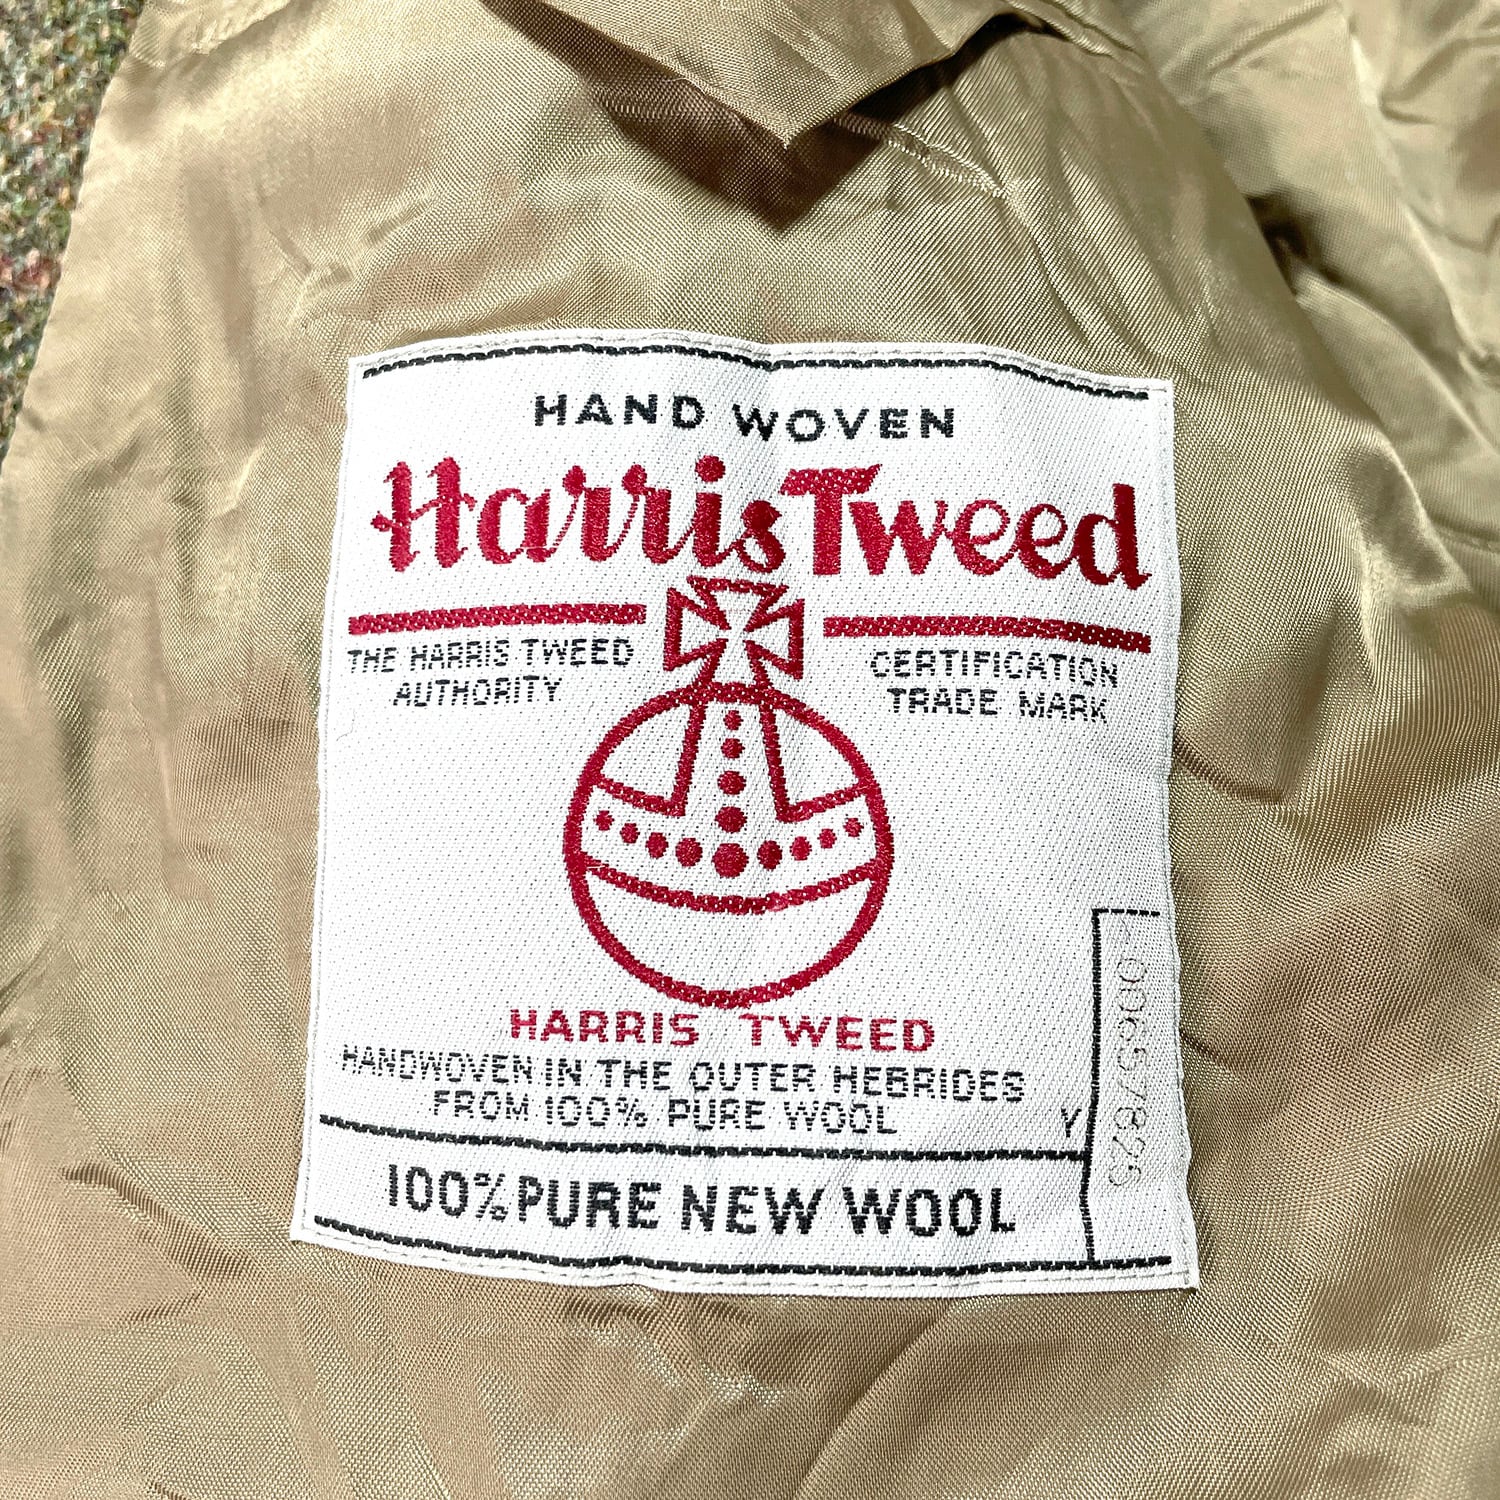 HAND WOVEN
Harris Tweed
THE HARRIS TWEED
AUTHORITY
CERTIFICATION
TRADE MARK
HARRIS TWEED
HANDWOVEN IN THE OUTER HEBRIDES
FROM 100% PURE WOOL
Y
100% PURE NEW WOOL